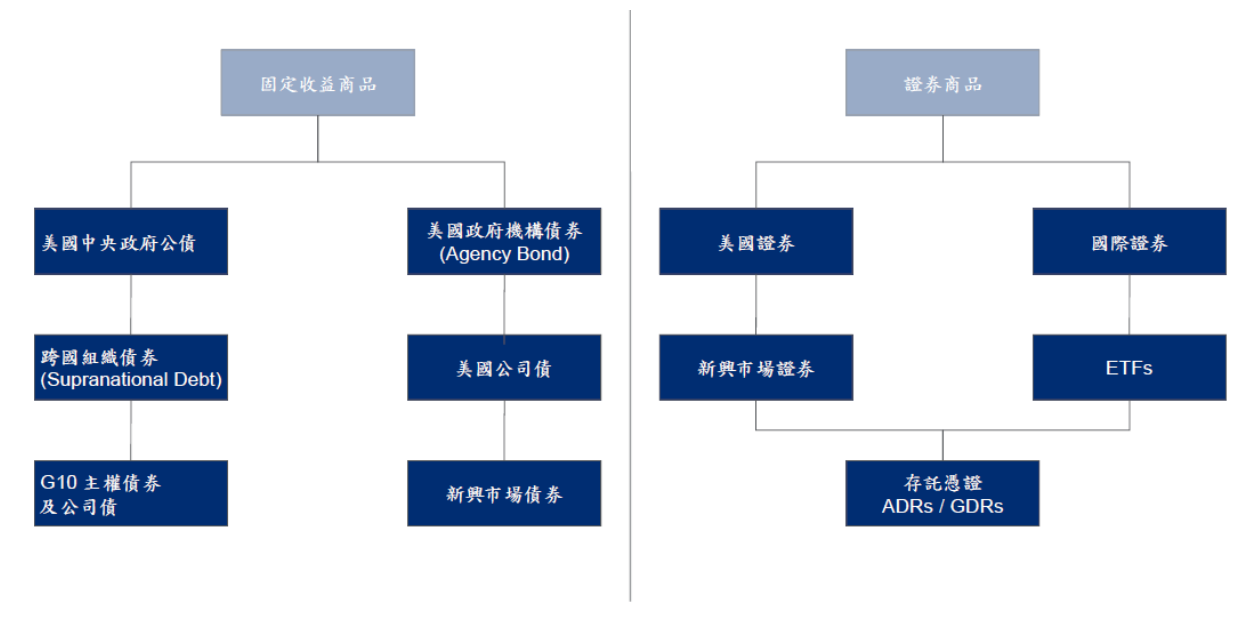 固定收益商品
美國中央政府公債
美國政府機構債券
(Agency Bond)
跨國組織債券
(Supranational Debt)
美國公司債
G10 主權債券
及公司債
新興市場債券
證券商品
美國證券
國際證券
新興市場證券
ETFs
存託憑證
ADRs / GDRs